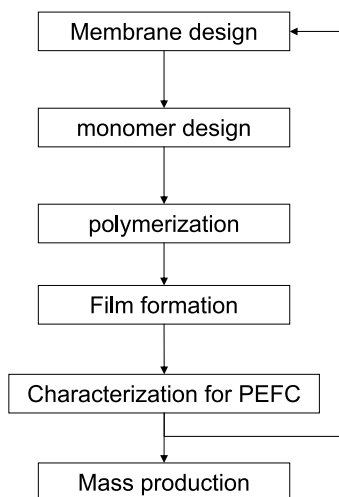 Membrane design
monomer design
polymerization
Film formation
Characterization for PEFC
Mass production